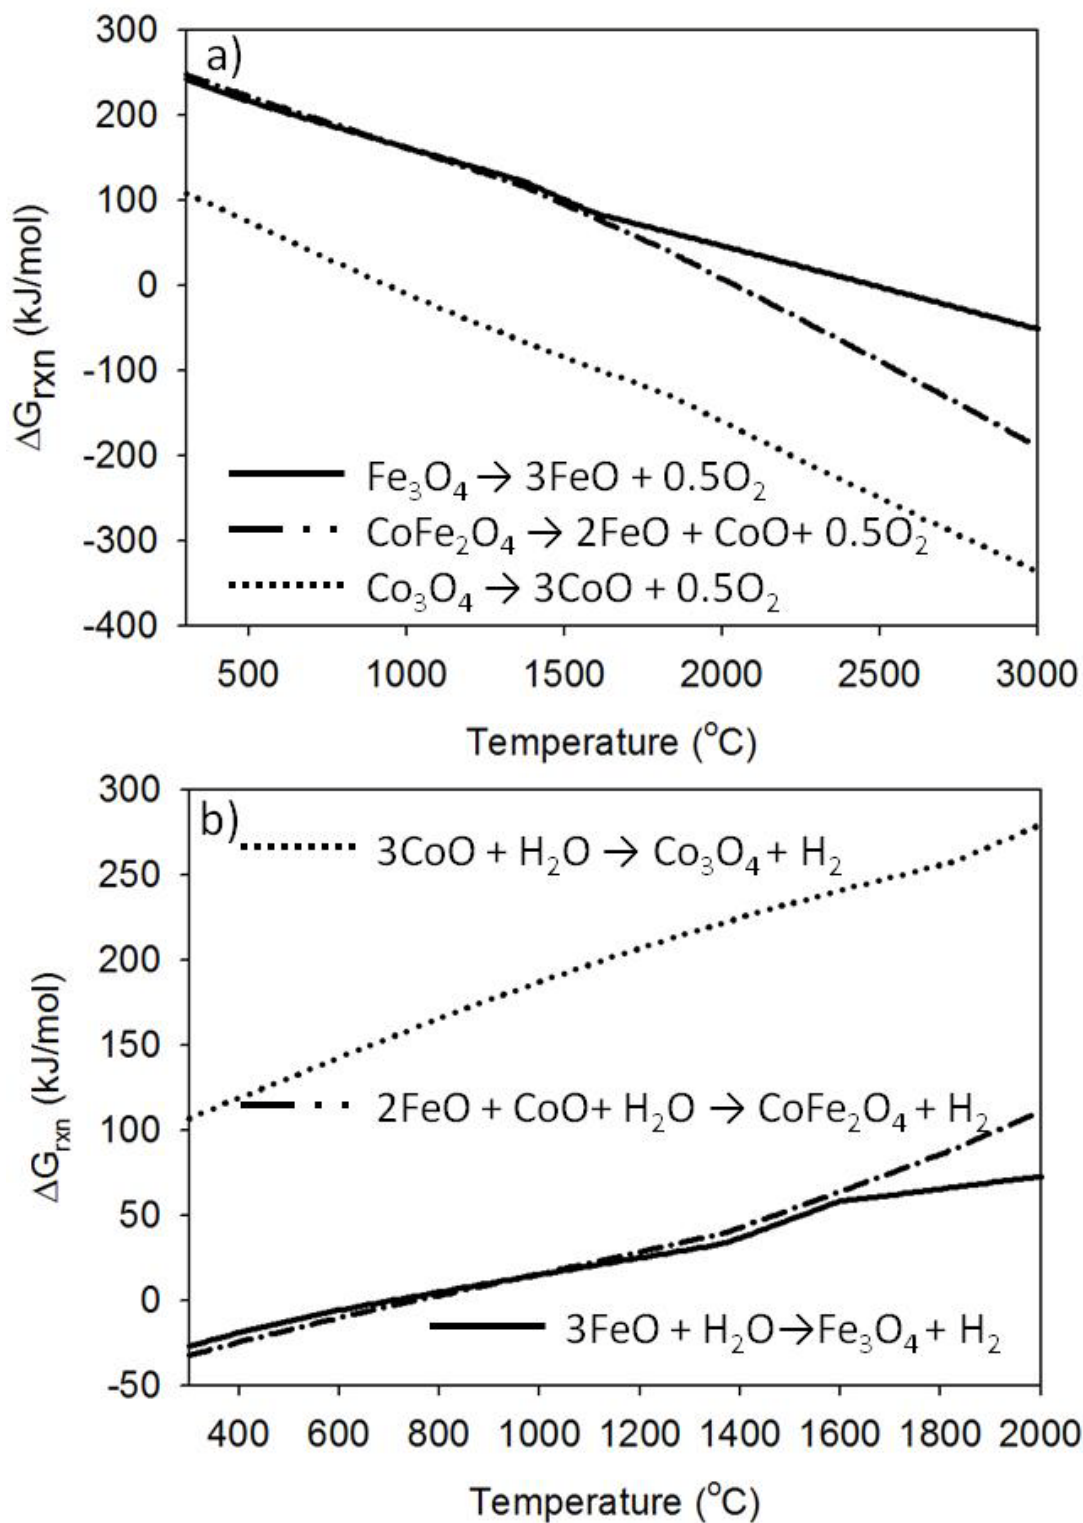 a)
300
200
100
0
-100
-200
-300
-400
ΔGrxn (kJ/mol)
Fe3O4 → 3FeO + 0.5O2
CoFe2O4 → 2FeO + CoO+ 0.5O2
Co3O4 → 3CoO + 0.5O2
500 1000 1500 2000 2500 3000
Temperature (oC)
b)
300
250
200
150
100
50
0
-50
ΔGrxn (kJ/mol)
3CoO + H2O → Co3O4 + H2
2FeO + CoO+ H2O → CoFe2O4 + H2
3FeO + H2O→Fe3O4 + H2
400 600 800 1000 1200 1400 1600 1800 2000
Temperature (oC)